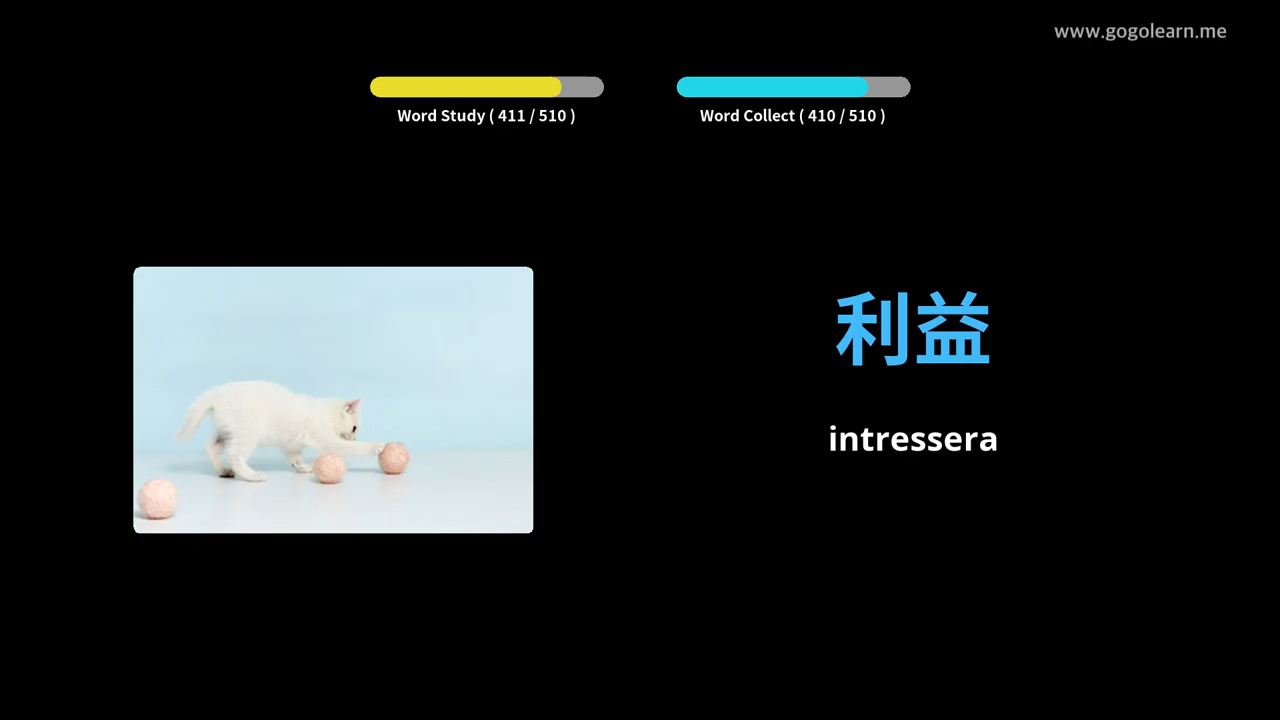 www.gogolearn.me
Word Study ( 411 / 510 )
Word Collect ( 410 / 510 )
利益
intressera